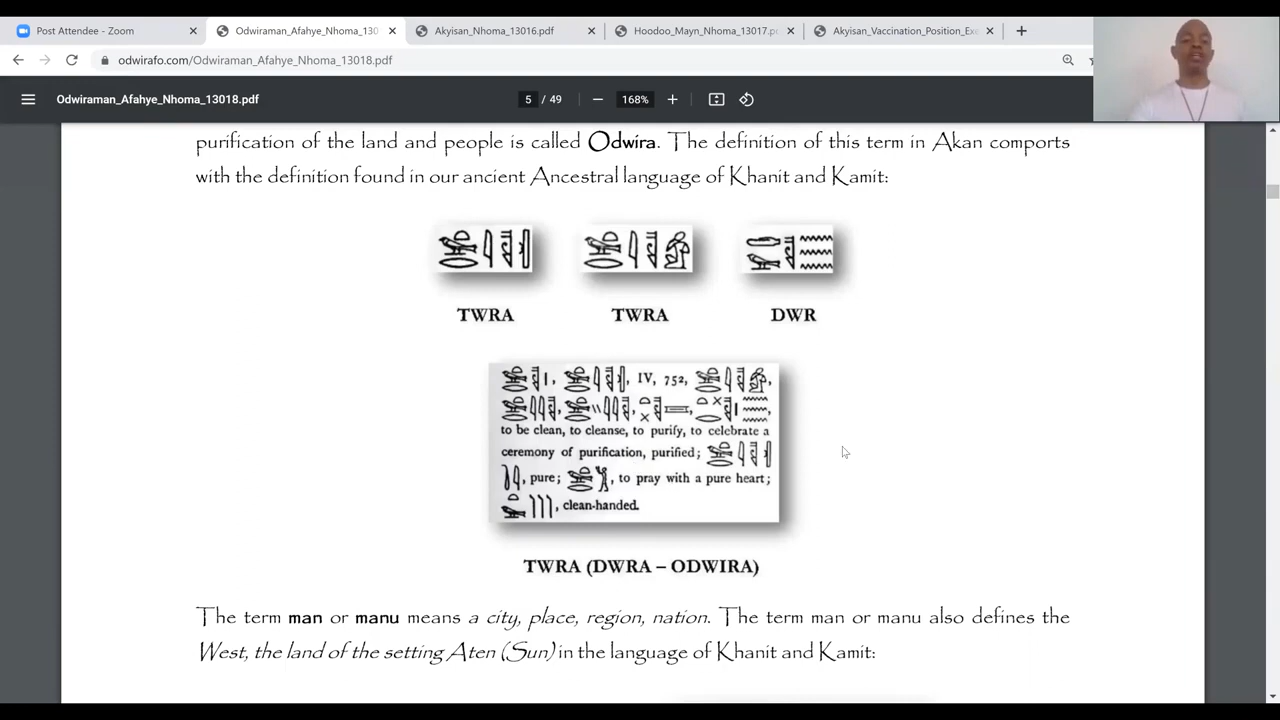 Post Attendee - Zoom
Odwiraman_Afahye_Nhoma_130
Akyisan_Nhoma_13016.pdf
Hoodoo_Mayn_Nhoma_13017.pd
Akyisan_Vaccination_Position_Exe
odwirafo.com/Odwiraman_Afahye_Nhoma_13018.pdf
Odwiraman_Afahye_Nhoma_13018.pdf
5 / 49
168%
purification of the land and people is called Odwira. The definition of this term in Akan comports
with the definition found in our ancient Ancestral language of Khanit and Kamit:
TWRA
TWRA
DWR
IV, 752,
to be clean, to cleanse, to purify, to celebrate a
ceremony of purification, purified;
, pure; , to pray with a pure heart;
, clean-handed.
TWRA (DWRA – ODWIRA)
The term man or manu means a city, place, region, nation. The term man or manu also defines the
West, the land of the setting Aten (Sun) in the language of Khanit and Kamit: